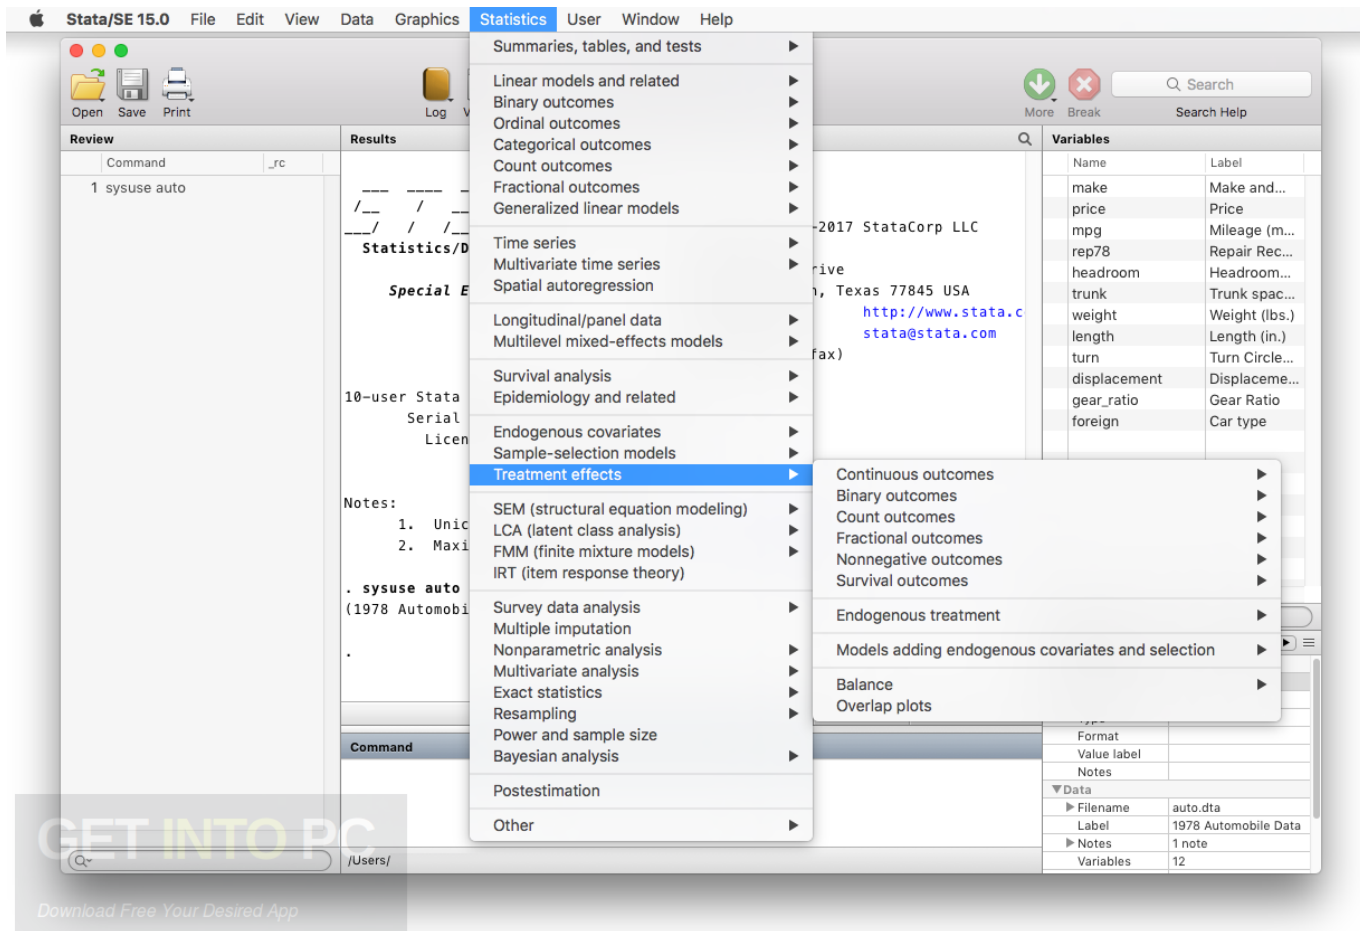 Stata/SE 15.0 File Edit View Data Graphics Statistics User Window Help
Open Save Print
Log
More Break
Search
Search Help
Review
Command _rc
1 sysuse auto
Results
Statistics/D
Special E
-2017 StataCorp LLC
rive
, Texas 77845 USA
http://www.stata.c
stata@stata.com
fax)
10-user Stata
Serial
Licen
Notes:
1. Unic
2. Maxi
. sysuse auto
(1978 Automobi
.
Command
/Users/
Summaries, tables, and tests
Linear models and related
Binary outcomes
Ordinal outcomes
Categorical outcomes
Count outcomes
Fractional outcomes
Generalized linear models
Time series
Multivariate time series
Spatial autoregression
Longitudinal/panel data
Multilevel mixed-effects models
Survival analysis
Epidemiology and related
Endogenous covariates
Sample-selection models
Treatment effects
SEM (structural equation modeling)
LCA (latent class analysis)
FMM (finite mixture models)
IRT (item response theory)
Survey data analysis
Multiple imputation
Nonparametric analysis
Multivariate analysis
Exact statistics
Resampling
Power and sample size
Bayesian analysis
Postestimation
Other
Continuous outcomes
Binary outcomes
Count outcomes
Fractional outcomes
Nonnegative outcomes
Survival outcomes
Endogenous treatment
Models adding endogenous covariates and selection
Balance
Overlap plots
Variables
Name Label
make Make and...
price Price
mpg Mileage (m...
rep78 Repair Rec...
headroom Headroom...
trunk Trunk spac...
weight Weight (lbs.)
length Length (in.)
turn Turn Circle...
displacement Displaceme...
gear_ratio Gear Ratio
foreign Car type
Format
Value label
Notes
Data
Filename auto.dta
Label 1978 Automobile Data
Notes 1 note
Variables 12
GET INTO PC
Download Free Your Desired App